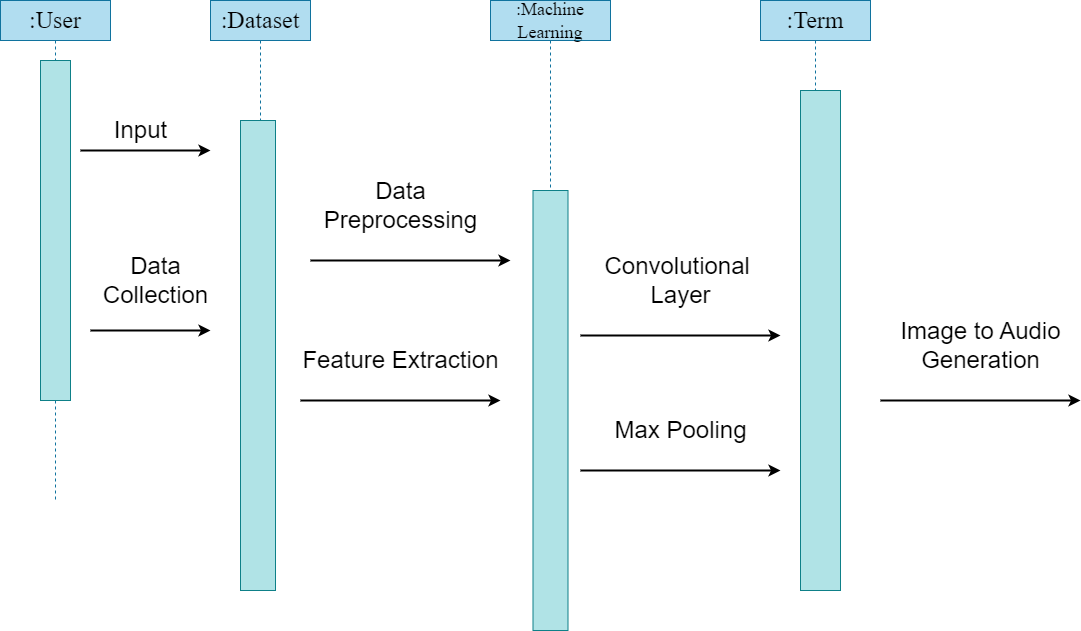 :User
:Dataset
:Machine
Learning
:Term
Input
Data
Preprocessing
Data
Collection
Convolutional
Layer
Feature Extraction
Image to Audio
Generation
Max Pooling